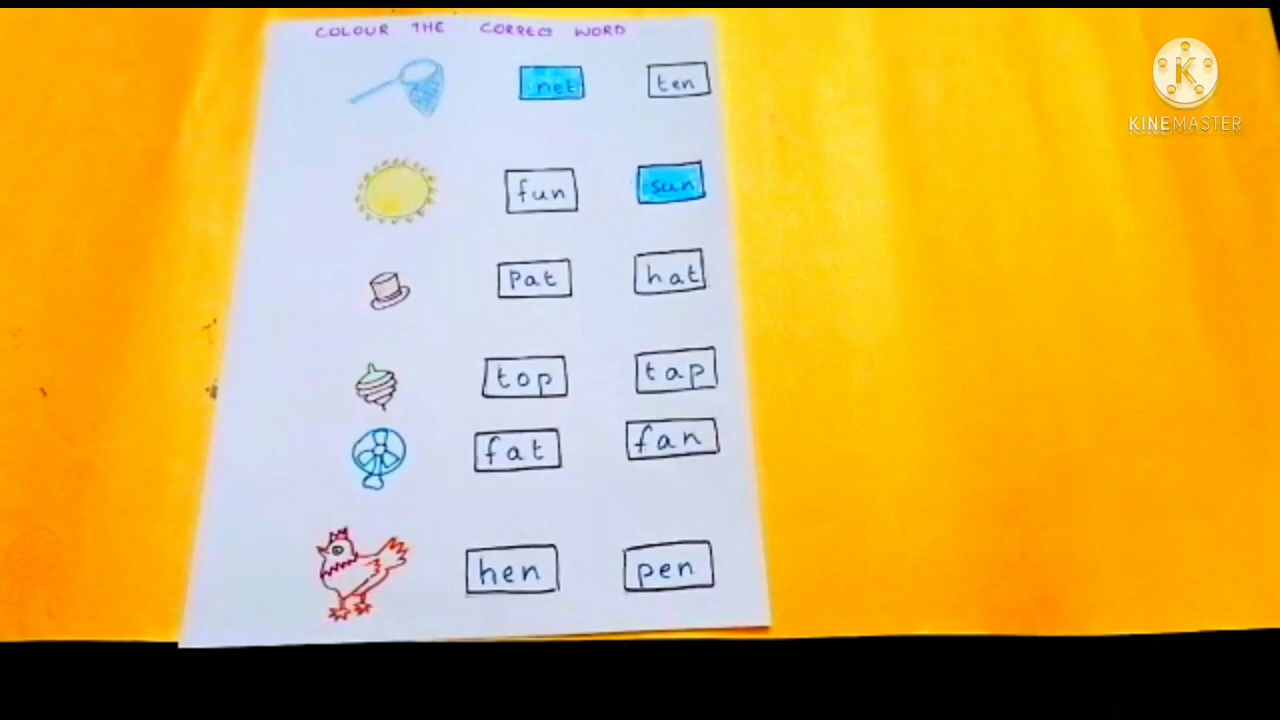 COLOUR THE CORRECT WORD
net ten
fun sun
Pat hat
top tap
fat fan
hen pen
K
KINEMASTER